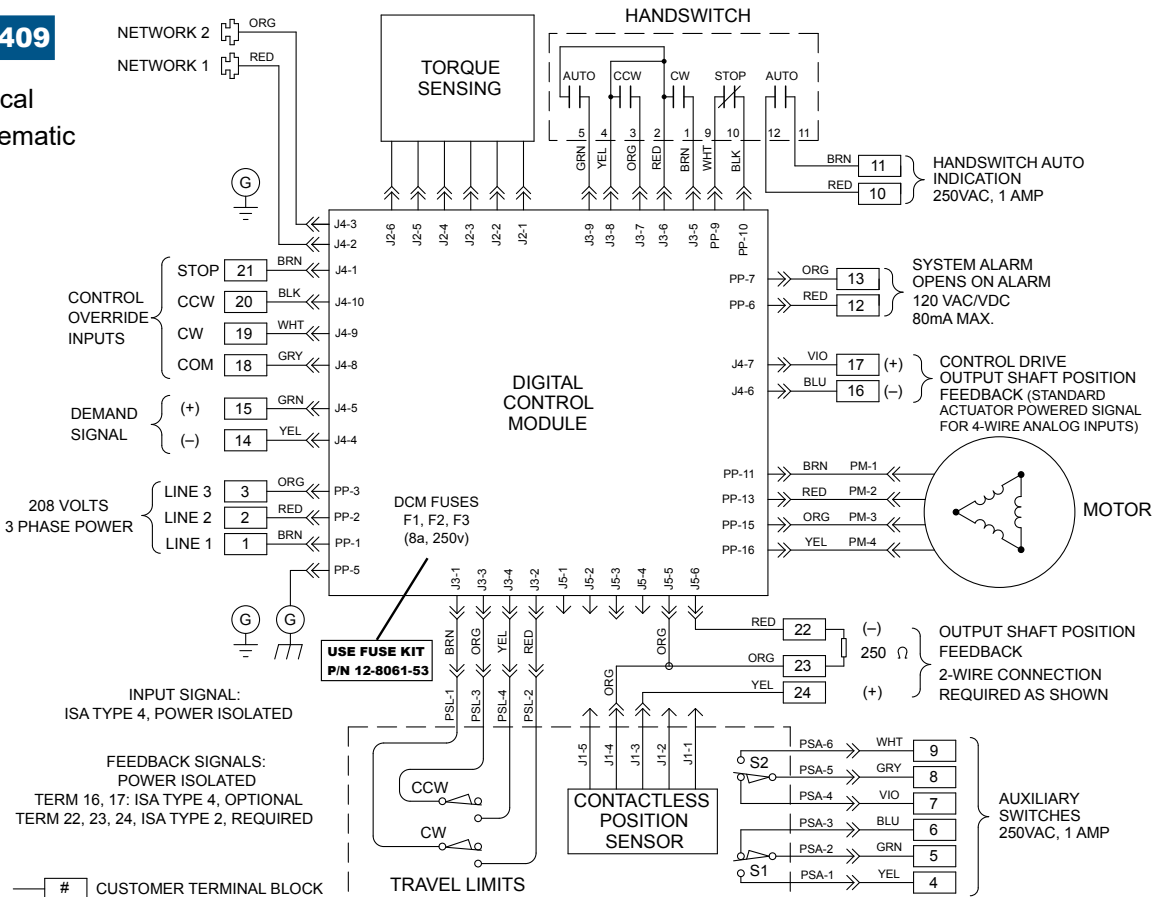 409
ical
ematic
NETWORK 2
ORG
NETWORK 1
RED
TORQUE
SENSING
HANDSWITCH
AUTO
CCW
CW
STOP
AUTO
5
4
3
2
1
9
10
12
11
GRN
YEL
ORG
RED
BRN
WHT
BLK
BRN
11
RED
10
HANDSWITCH AUTO
INDICATION
250VAC, 1 AMP
G
J4-3
J4-2
J2-6
J2-5
J2-4
J2-3
J2-2
J2-1
J3-9
J3-8
J3-7
J3-6
J3-5
PP-9
PP-10
CONTROL
OVERRIDE
INPUTS
STOP
21
BRN
J4-1
CCW
20
BLK
J4-10
CW
19
WHT
J4-9
COM
18
GRY
J4-8
PP-7
ORG
13
PP-6
RED
12
SYSTEM ALARM
OPENS ON ALARM
120 VAC/VDC
80mA MAX.
J4-7
VIO
17
(+)
J4-6
BLU
16
(–)
CONTROL DRIVE
OUTPUT SHAFT POSITION
FEEDBACK (STANDARD
ACTUATOR POWERED SIGNAL
FOR 4-WIRE ANALOG INPUTS)
DIGITAL
CONTROL
MODULE
DEMAND
SIGNAL
(+)
15
GRN
J4-5
(–)
14
YEL
J4-4
208 VOLTS
3 PHASE POWER
LINE 3
3
ORG
PP-3
LINE 2
2
RED
PP-2
LINE 1
1
BRN
PP-1
PP-5
G
G
DCM FUSES
F1, F2, F3
(8a, 250v)
USE FUSE KIT
P/N 12-8061-53
PP-11
BRN
PM-1
PP-13
RED
PM-2
PP-15
ORG
PM-3
PP-16
YEL
PM-4
MOTOR
J3-1
J3-3
J3-4
J3-2
J5-1
J5-2
J5-3
J5-4
J5-5
J5-6
BRN
ORG
YEL
RED
PSL-1
PSL-3
PSL-4
PSL-2
ORG
ORG
RED
22
(–)
ORG
23
250 Ω
YEL
24
(+)
OUTPUT SHAFT POSITION
FEEDBACK
2-WIRE CONNECTION
REQUIRED AS SHOWN
INPUT SIGNAL:
ISA TYPE 4, POWER ISOLATED
FEEDBACK SIGNALS:
POWER ISOLATED
TERM 16, 17: ISA TYPE 4, OPTIONAL
TERM 22, 23, 24, ISA TYPE 2, REQUIRED
CCW
CW
TRAVEL LIMITS
J1-5
J1-4
J1-3
J1-2
J1-1
CONTACTLESS
POSITION
SENSOR
S2
S1
PSA-6
WHT
9
PSA-5
GRY
8
PSA-4
VIO
7
PSA-3
BLU
6
PSA-2
GRN
5
PSA-1
YEL
4
AUXILIARY
SWITCHES
250VAC, 1 AMP
# CUSTOMER TERMINAL BLOCK